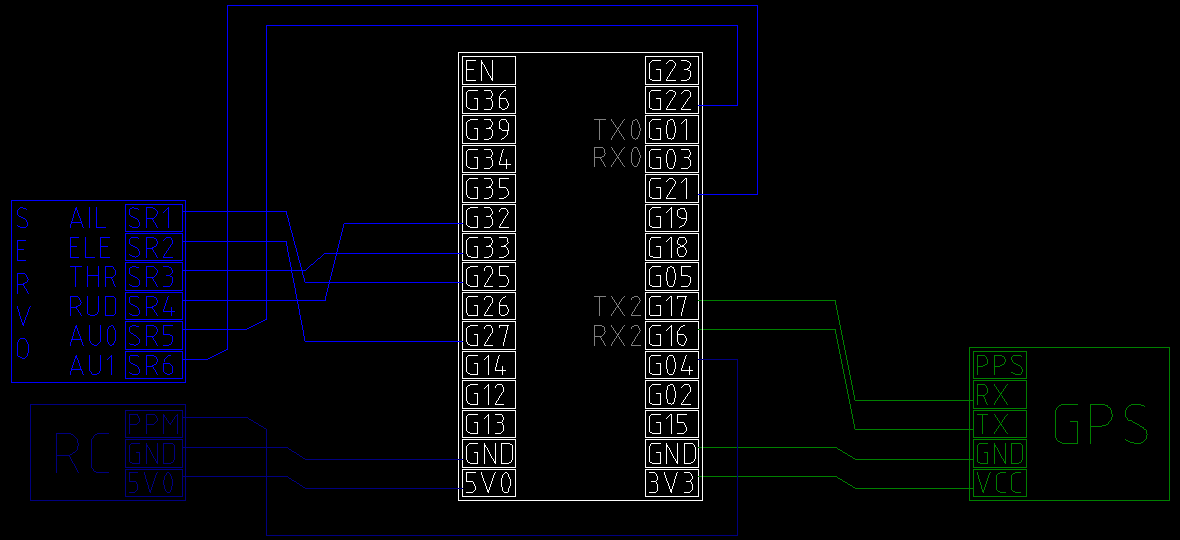 EN G23
G36 G22
G39 TX0 G01
G34 RX0 G03
G35 G21
SERVO
AIL SR1 G32 G19
ELE SR2 G33 G18
THR SR3 G25 G05
RUD SR4 G26 TX2 G17
AU0 SR5 G27 RX2 G16
AU1 SR6 G14 G04 PPS
G12 G02 RX
RC PPM G13 G15 TX GPS
GND GND GND GND
5V0 5V0 3V3 VCC